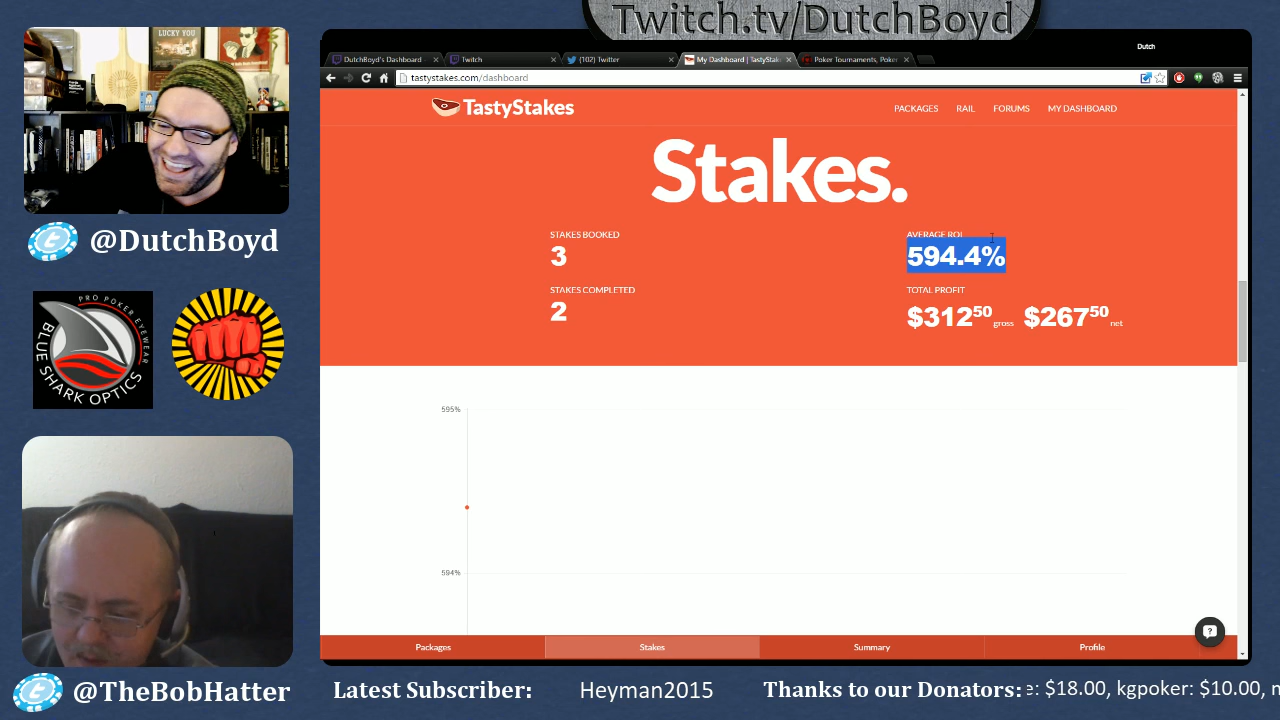 Twitch.tv/DutchBoyd
Dutch
DutchBoyd's Dashboard -
Twitch
(102) Twitter
My Dashboard | TastyStak
Poker Tournaments, Poker
tastystakes.com/dashboard
TastyStakes
PACKAGES
RAIL
FORUMS
MY DASHBOARD
Stakes.
STAKES BOOKED
3
AVERAGE ROI
594.4%
STAKES COMPLETED
2
TOTAL PROFIT
$312 50 gross $267 50 net
595%
594%
Packages
Stakes
Summary
Profile
LUCKY YOU
@DutchBoyd
PRO POKER EYEWEAR
BLUE SHARK OPTICS
@TheBobHatter
Latest Subscriber: Heyman2015 Thanks to our Donators: e: $18.00, kgpoker: $10.00,